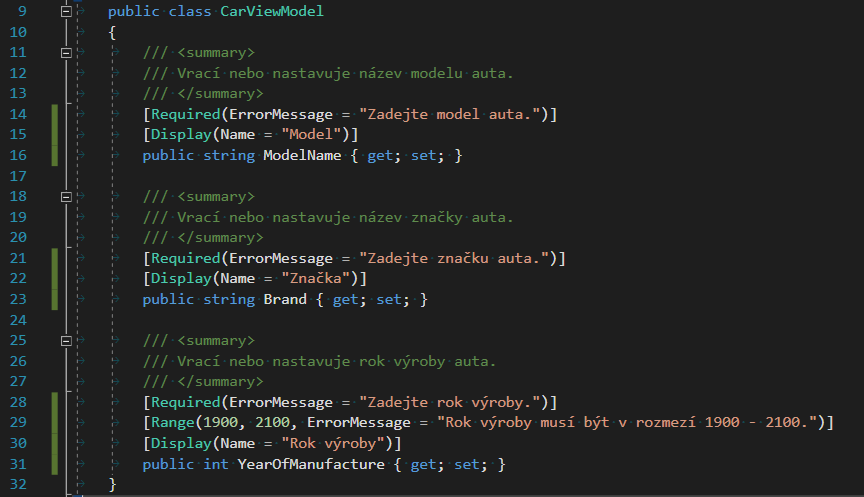 9 public class CarViewModel
10 {
11 /// <summary>
12 /// Vrací nebo nastavuje název modelu auta.
13 /// </summary>
14 [Required(ErrorMessage = "Zadejte model auta.")]
15 [Display(Name = "Model")]
16 public string ModelName { get; set; }
17
18 /// <summary>
19 /// Vrací nebo nastavuje název značky auta.
20 /// </summary>
21 [Required(ErrorMessage = "Zadejte značku auta.")]
22 [Display(Name = "Značka")]
23 public string Brand { get; set; }
24
25 /// <summary>
26 /// Vrací nebo nastavuje rok výroby auta.
27 /// </summary>
28 [Required(ErrorMessage = "Zadejte rok výroby.")]
29 [Range(1900, 2100, ErrorMessage = "Rok výroby musí být v rozmezí 1900 - 2100.")]
30 [Display(Name = "Rok výroby")]
31 public int YearOfManufacture { get; set; }
32 }